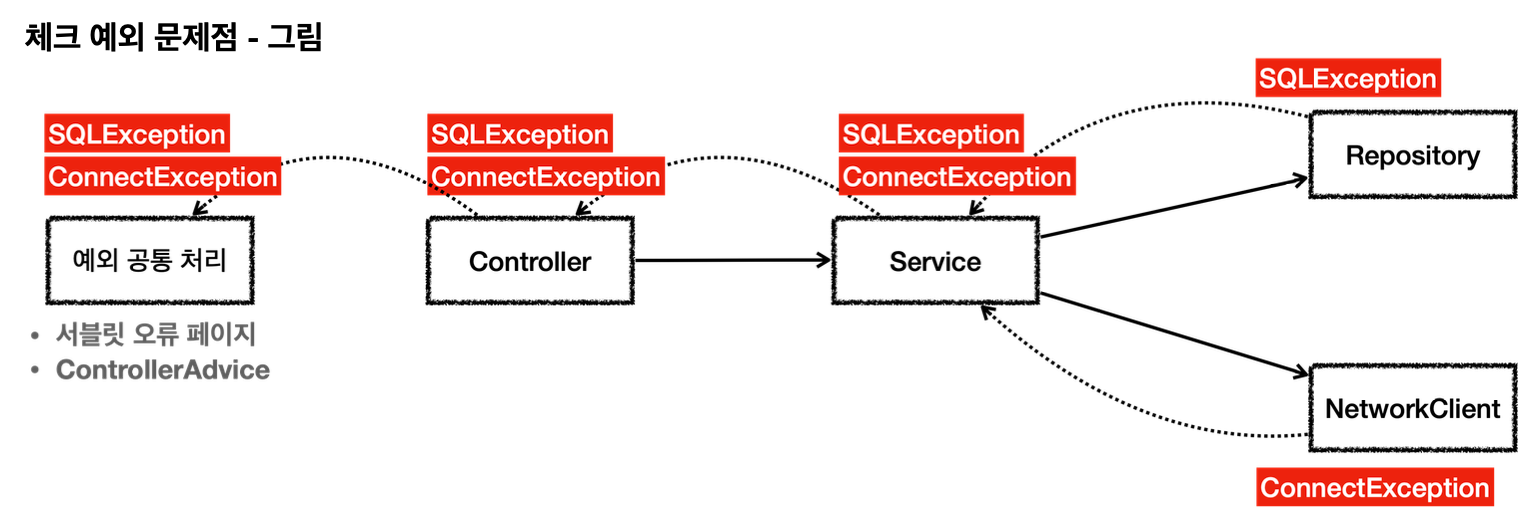 체크 예외 문제점 - 그림
SQLException
ConnectException
예외 공통 처리
• 서블릿 오류 페이지
• ControllerAdvice
SQLException
ConnectException
Controller
SQLException
ConnectException
Service
SQLException
Repository
NetworkClient
ConnectException